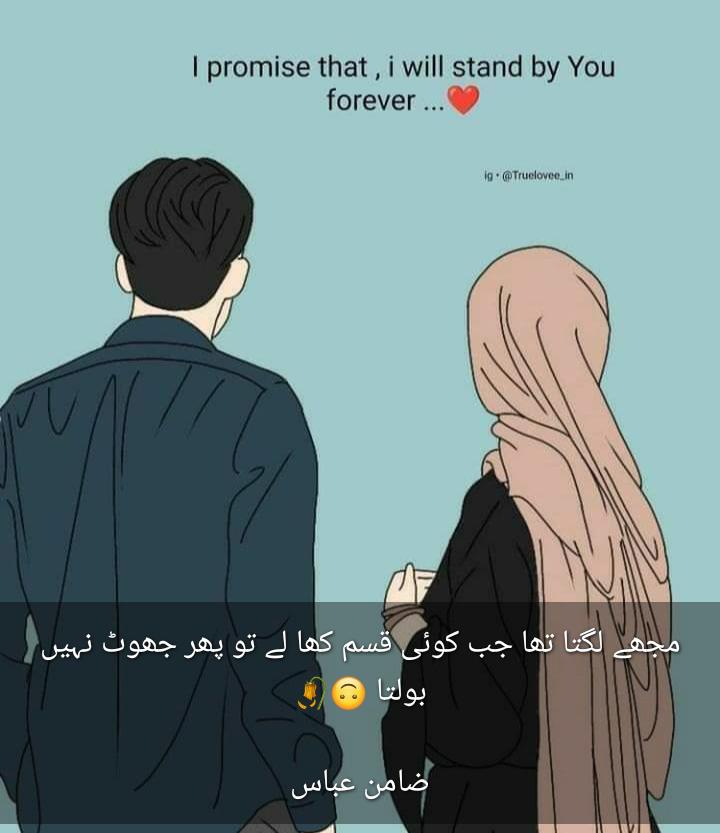 I promise that , i will stand by You
forever ...❤️
ig • @Truelovee_in
مجھے لگتا تھا جب کوئی قسم کھا لے تو پھر جھوٹ نہیں
بولتا 🙃🥀
ضامن عباس